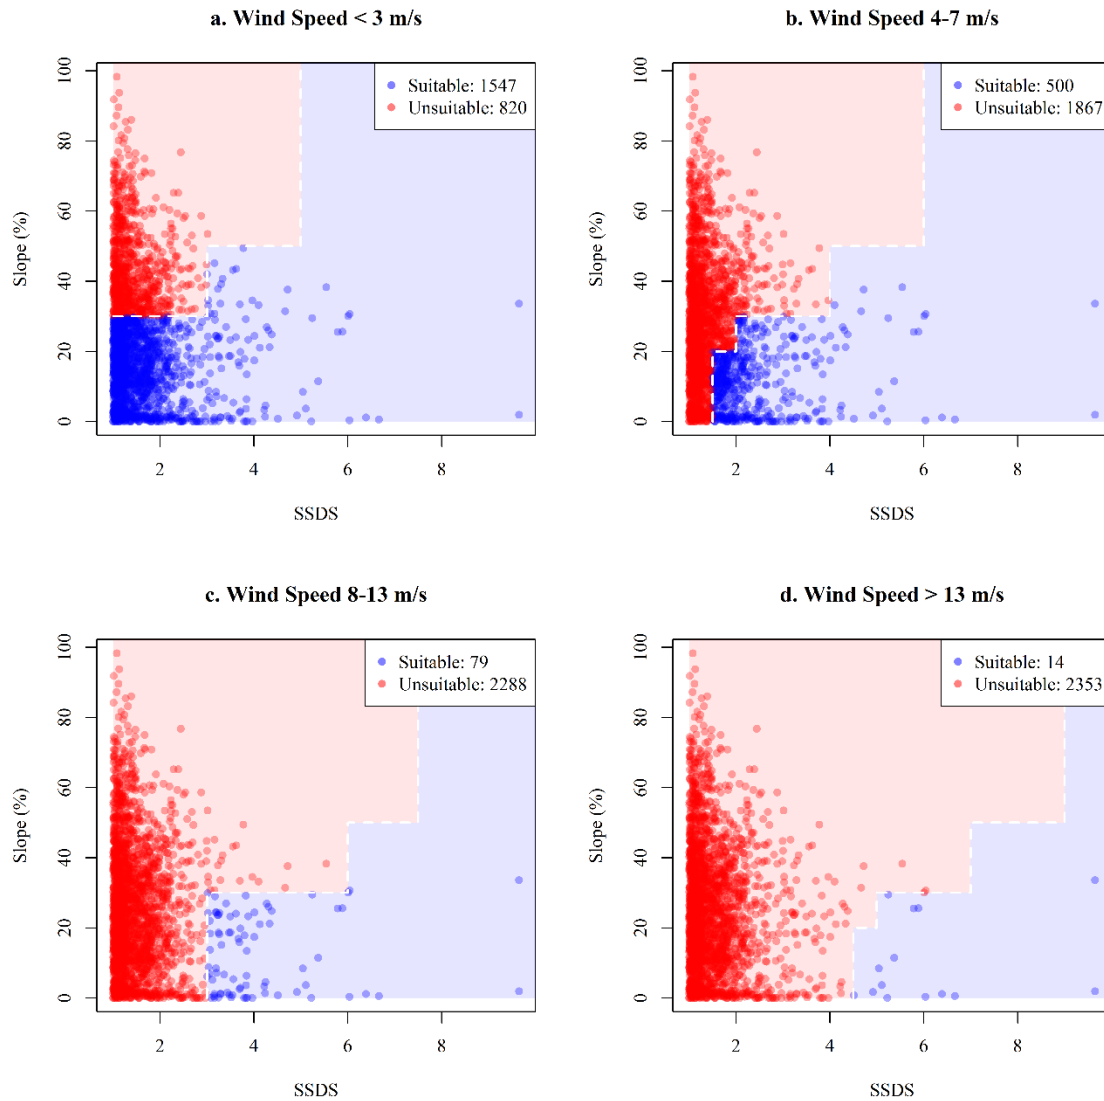 a. Wind Speed < 3 m/s
Suitable: 1547
Unsuitable: 820
Slope (%)
0 20 40 60 80 100
2 4 6 8
SSDS
b. Wind Speed 4-7 m/s
Suitable: 500
Unsuitable: 1867
Slope (%)
0 20 40 60 80 100
2 4 6 8
SSDS
c. Wind Speed 8-13 m/s
Suitable: 79
Unsuitable: 2288
Slope (%)
0 20 40 60 80 100
2 4 6 8
SSDS
d. Wind Speed > 13 m/s
Suitable: 14
Unsuitable: 2353
Slope (%)
0 20 40 60 80 100
2 4 6 8
SSDS